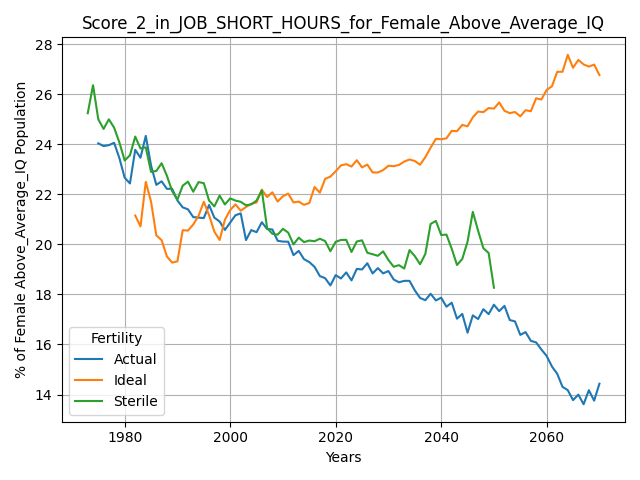 Score_2_in_JOB_SHORT_HOURS_for_Female_Above_Average_IQ
% of Female Above_Average_IQ Population
28
26
24
22
20
18
16
14
Fertility
Actual
Ideal
Sterile
1980
2000
2020
2040
2060
Years